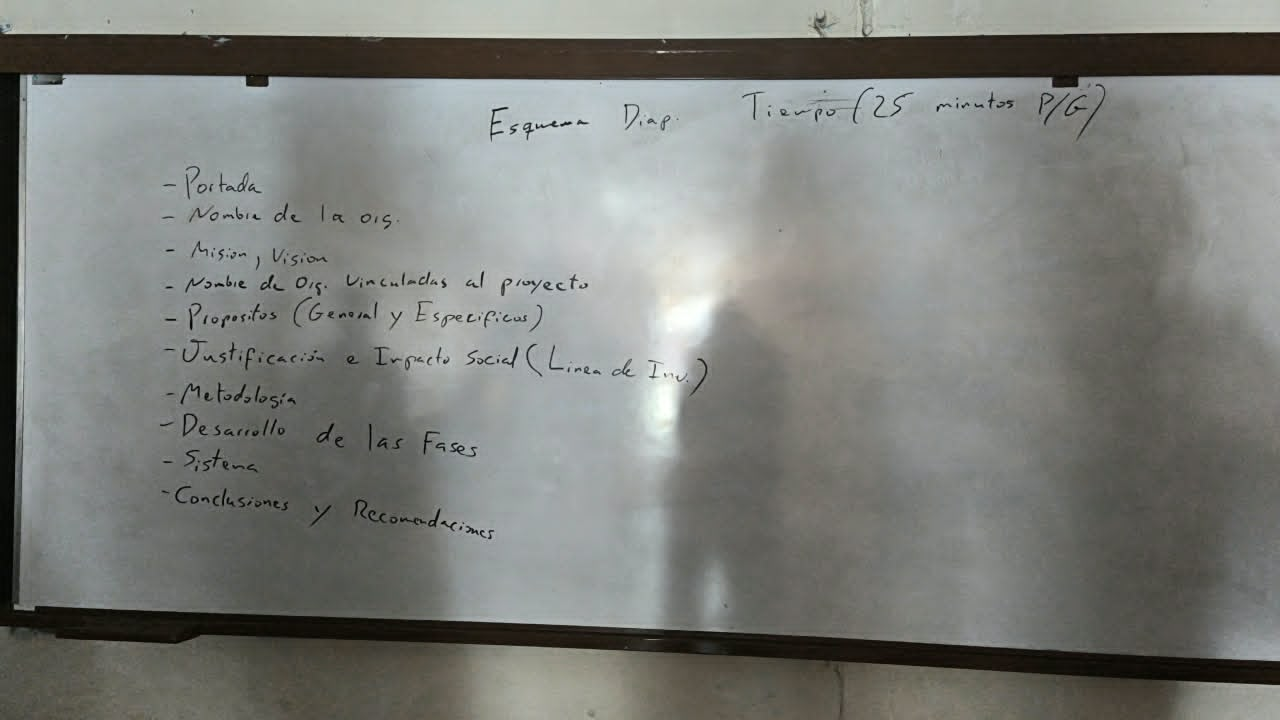 Esquema Diap. Tiempo (25 minutos P/G)
- Portada
- Nombre de la org.
- Mision, Vision
- Nombre de Org. Vinculadas al proyecto
- Propositos (General y Especificos)
- Justificación e Impacto Social (Linea de Inv.)
- Metodología
- Desarrollo de las Fases
- Sistema
- Conclusiones y Recomendaciones